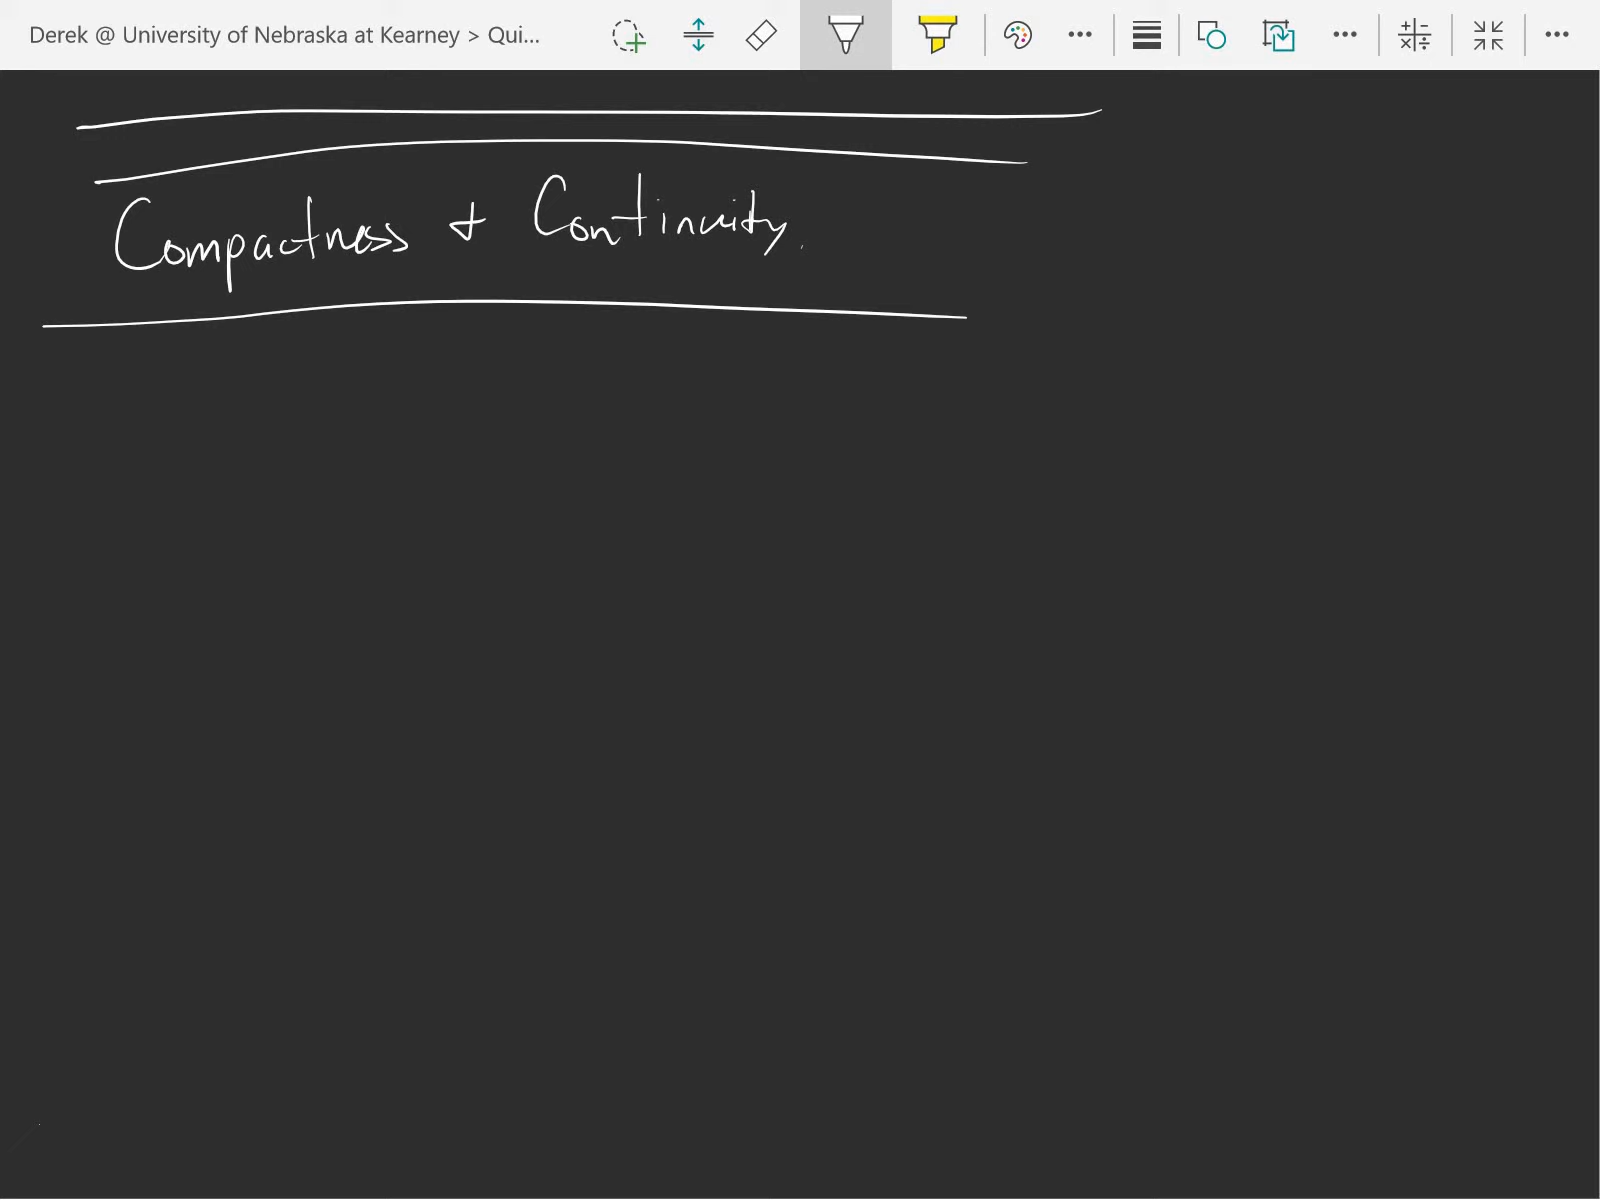 Derek @ University of Nebraska at Kearney > Qui...
Compactness & Continuity.